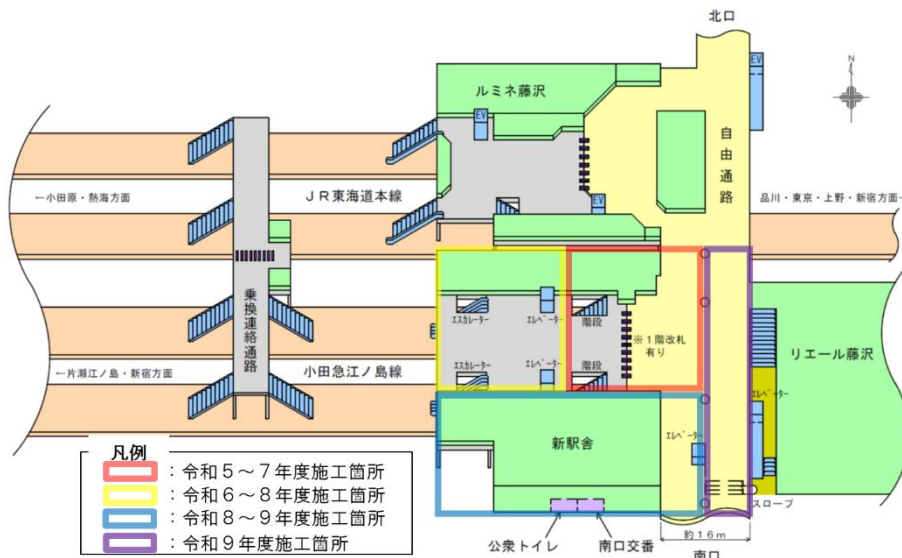 北口
N
EV
ルミネ藤沢
EV
自由通路
←小田原・熱海方面
JR東海道本線
EV
品川・東京・上野・新宿方面→
乗換連絡通路
エスカレーター
エレベーター
階段
※1階改札
有り
エスカレーター
エレベーター
階段
←片瀬江ノ島・新宿方面
小田急江ノ島線
リエール藤沢
エレベーター
新駅舎
エレベーター
スロープ
公衆トイレ
南口交番
約16m
南口
凡例
:令和5~7年度施工箇所
:令和6~8年度施工箇所
:令和8~9年度施工箇所
:令和9年度施工箇所